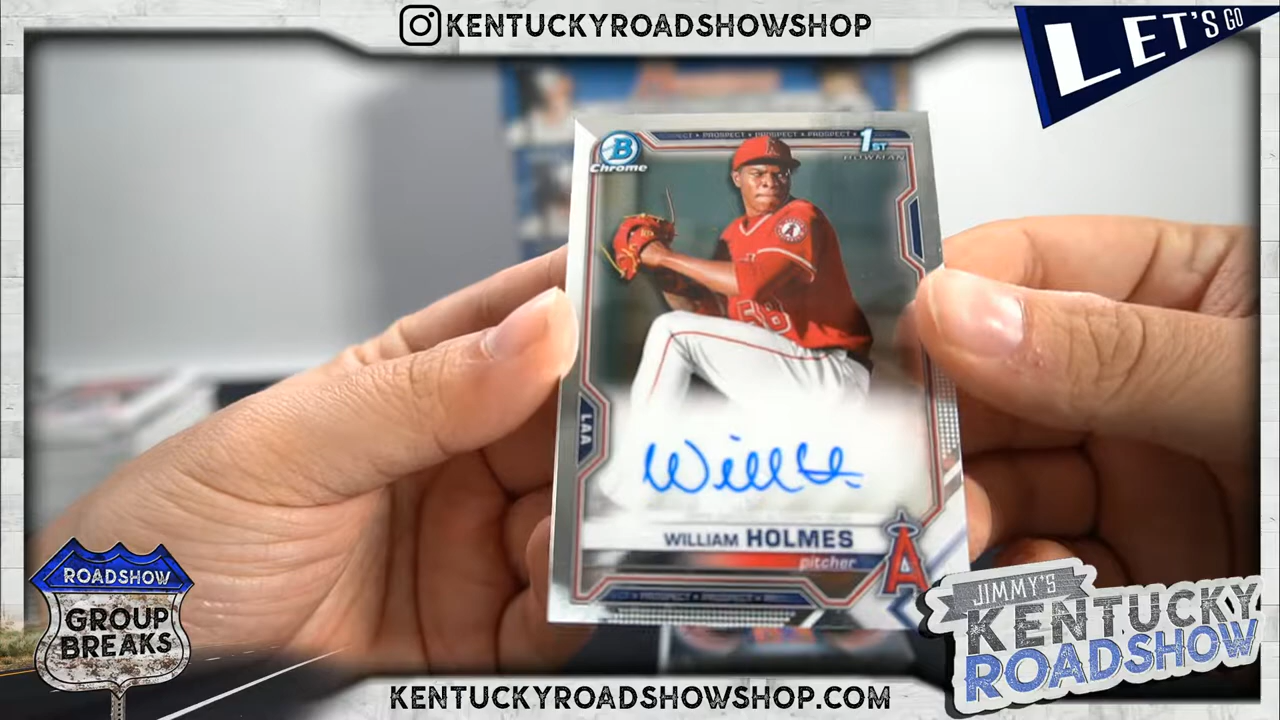 KENTUCKYROADSHOWSHOP
LET'S GO
B
Chrome
PROSPECT PROSPECT PROSPECT
1ST
BOWMAN
A
58
LAA
Will H
WILLIAM HOLMES
pitcher
A
ROADSHOW
GROUP
BREAKS
JIMMY'S
KENTUCKY
ROADSHOW
KENTUCKYROADSHOWSHOP.COM